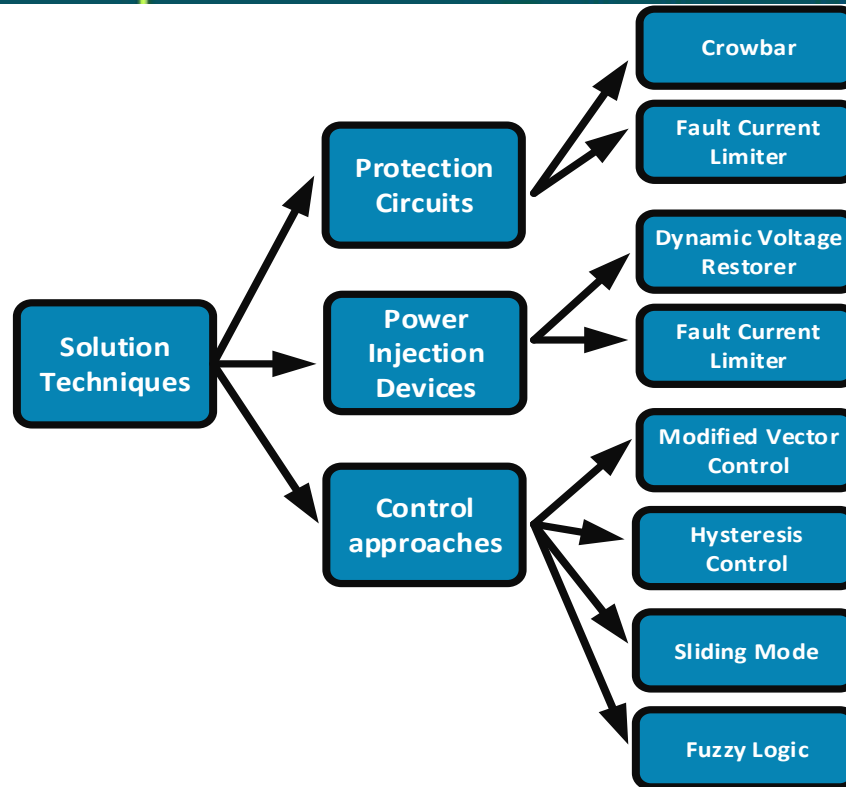 Solution
Techniques
Protection
Circuits
Power
Injection
Devices
Control
approaches
Crowbar
Fault Current
Limiter
Dynamic Voltage
Restorer
Fault Current
Limiter
Modified Vector
Control
Hysteresis
Control
Sliding Mode
Fuzzy Logic